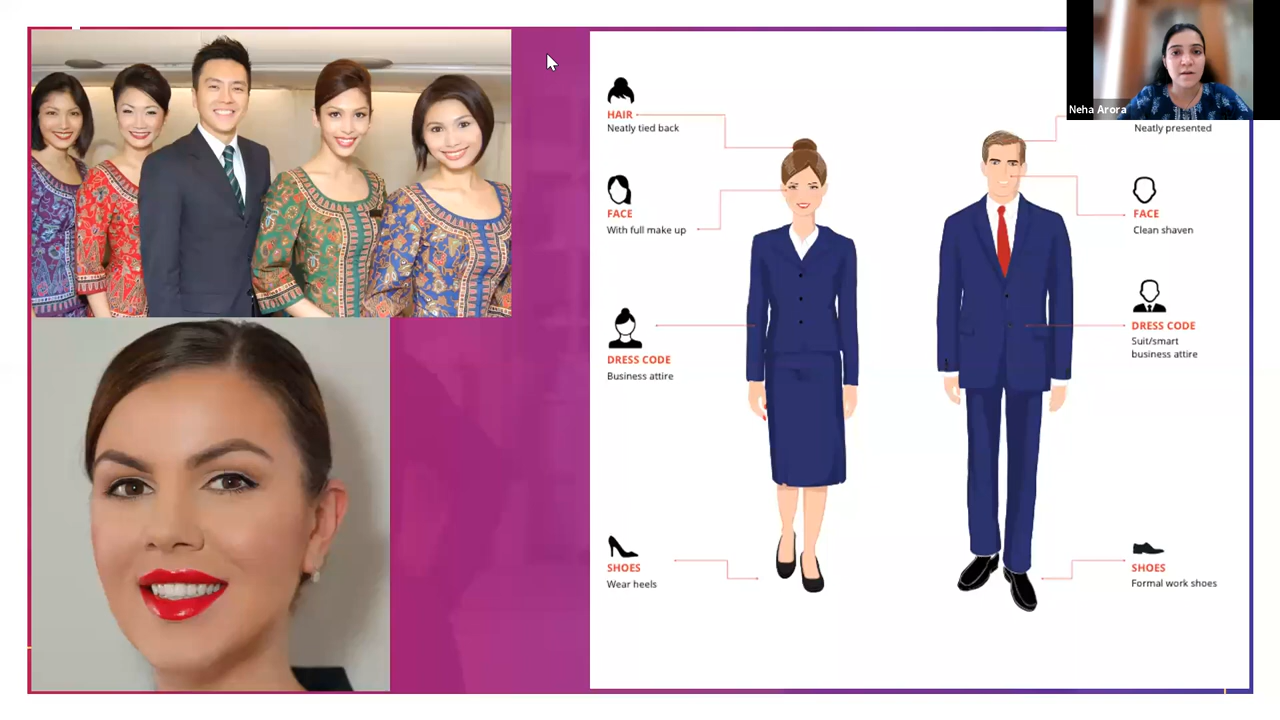 HAIR
Neatly tied back
FACE
With full make up
DRESS CODE
Business attire
SHOES
Wear heels
Neha Arora
Neatly presented
FACE
Clean shaven
DRESS CODE
Suit/smart
business attire
SHOES
Formal work shoes